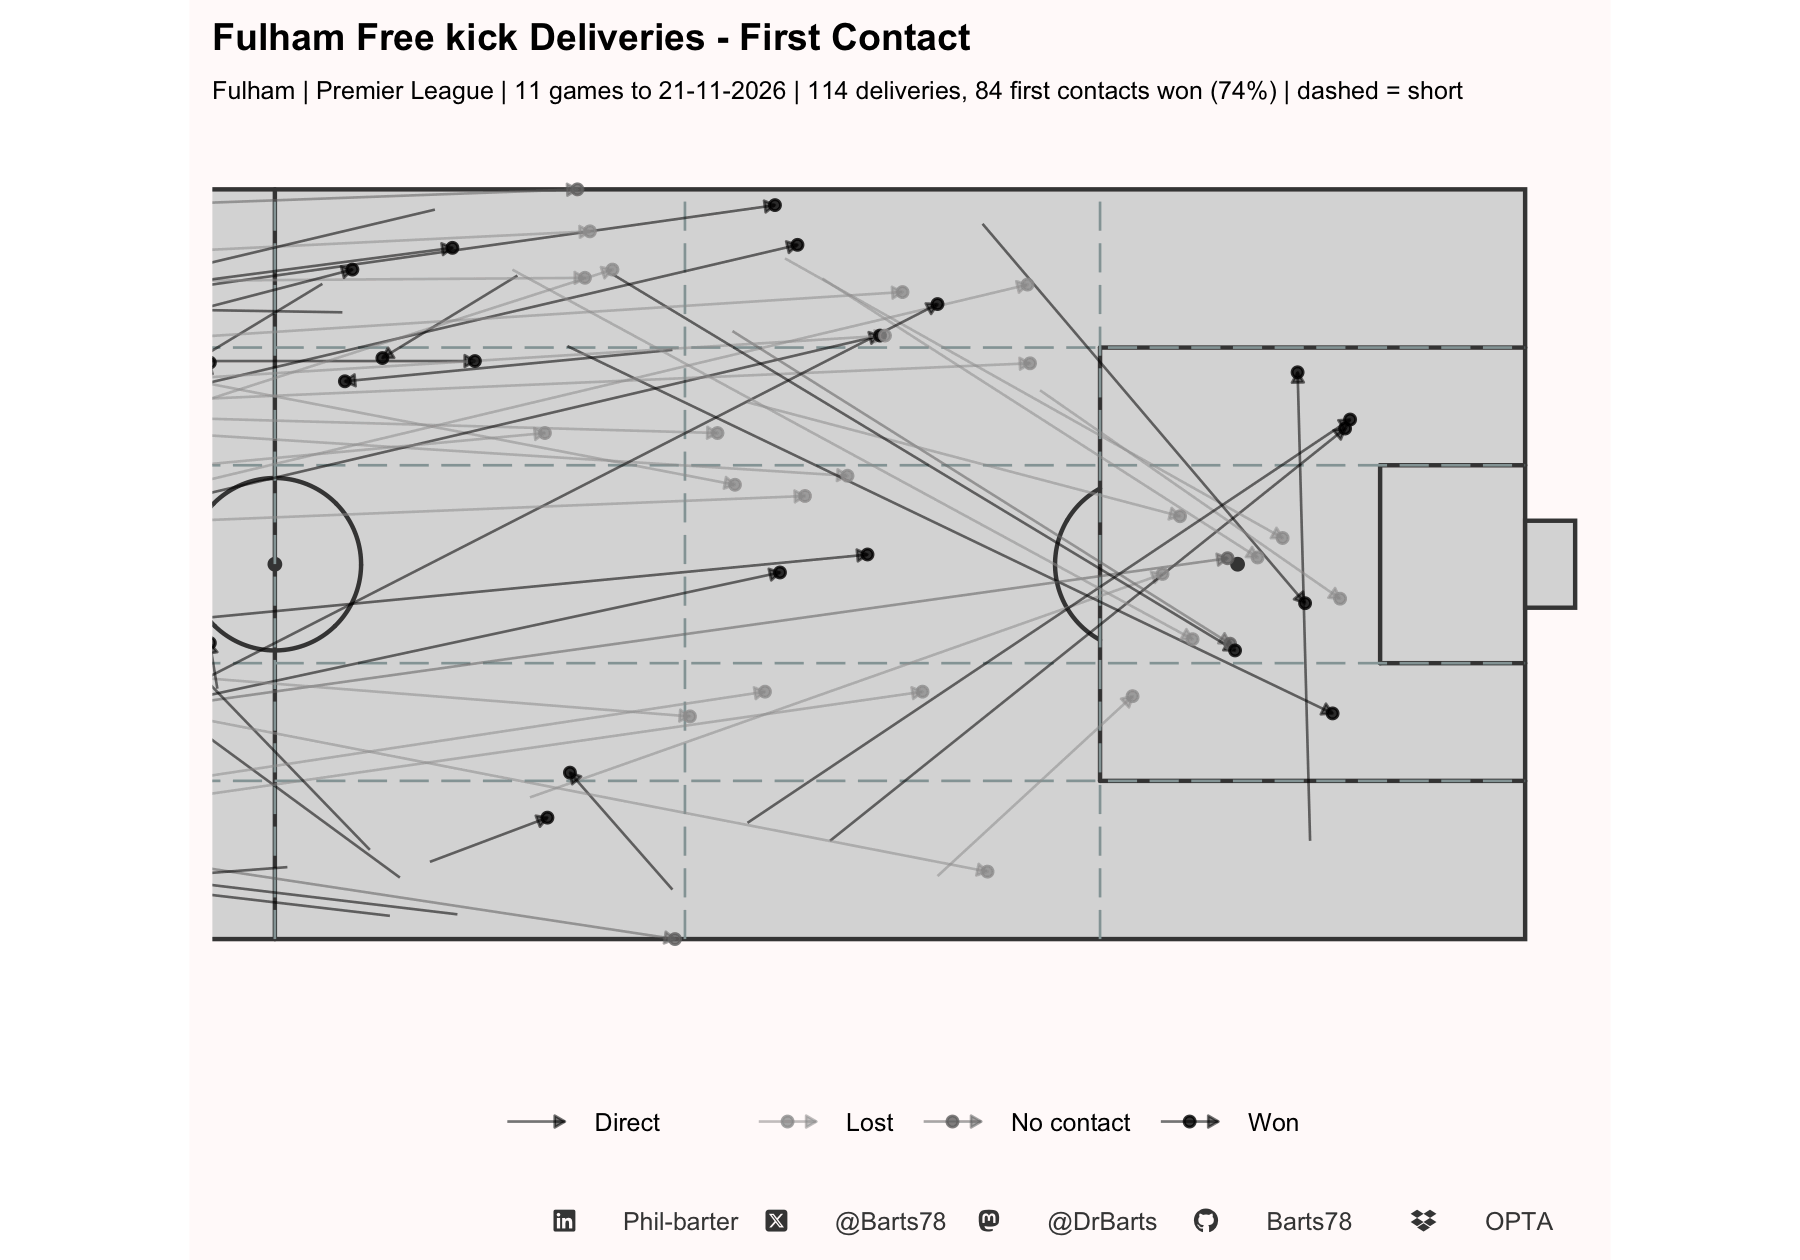 Fulham Free kick Deliveries - First Contact
Fulham | Premier League | 11 games to 21-11-2026 | 114 deliveries, 84 first contacts won (74%) | dashed = short
Direct Lost No contact Won
Phil-barter @Barts78 @DrBarts Barts78 OPTA